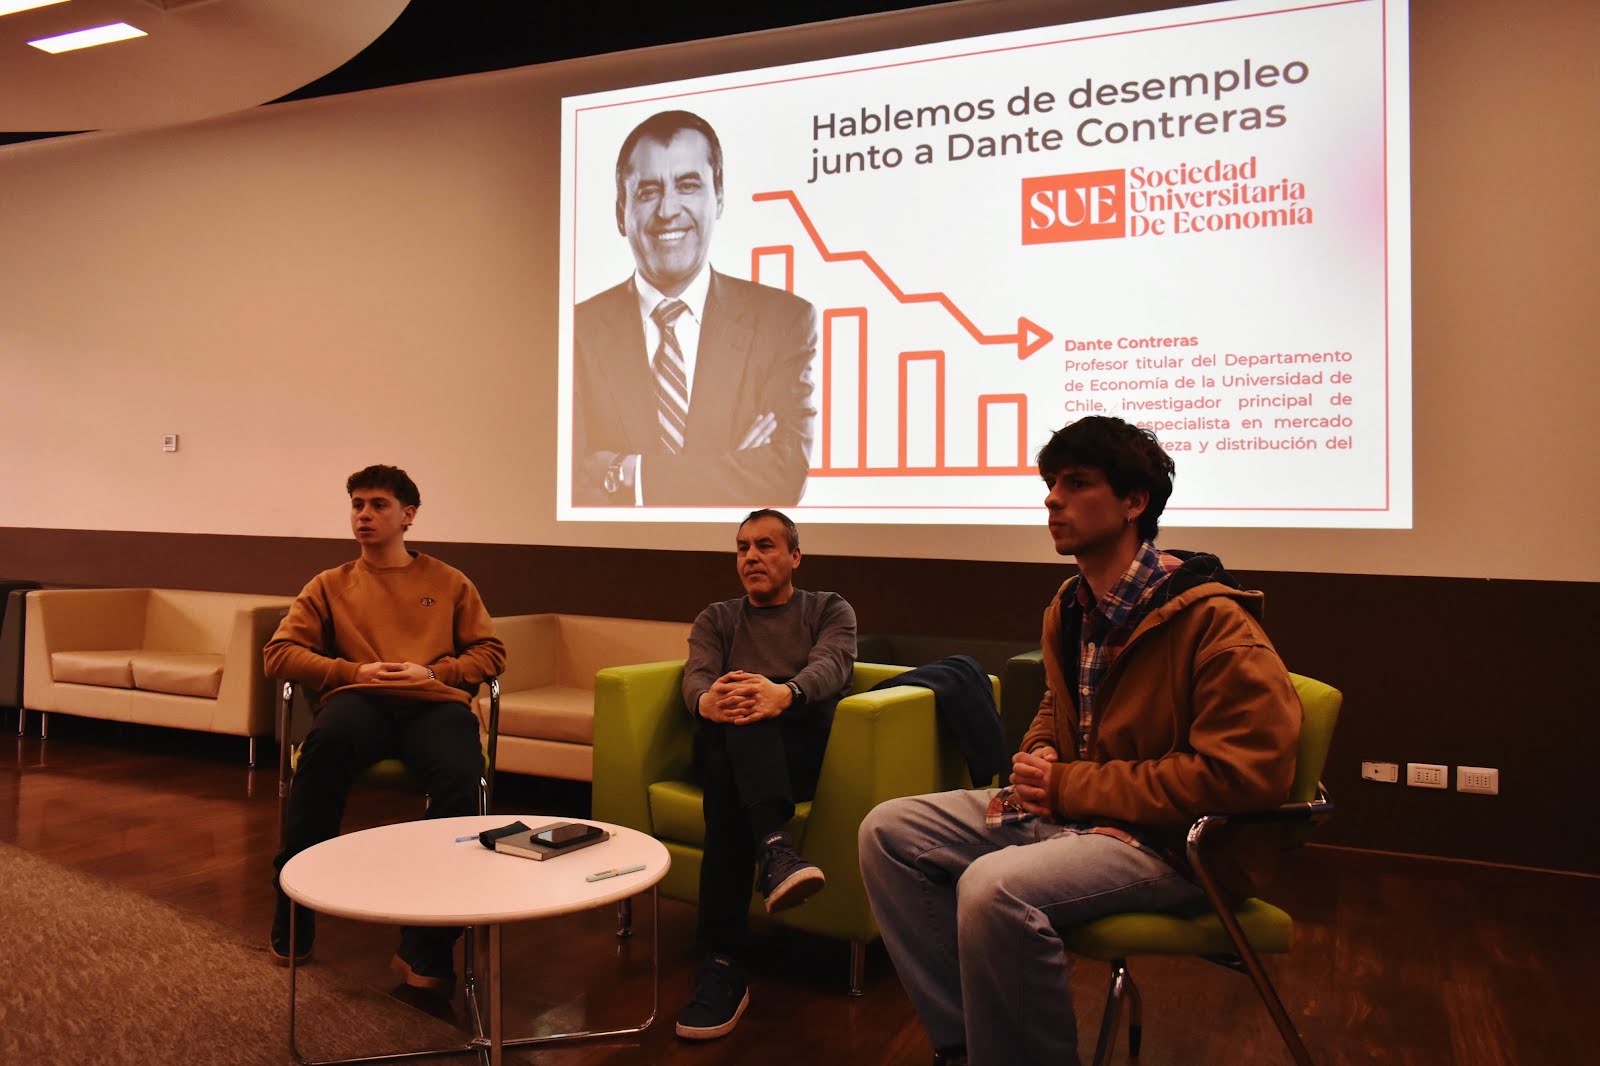 Hablemos de desempleo
junto a Dante Contreras
SUE
Sociedad
Universitaria
De Economía
Dante Contreras
Profesor titular del Departamento
de Economía de la Universidad de
Chile, investigador principal de
especialista en mercado
y distribución del